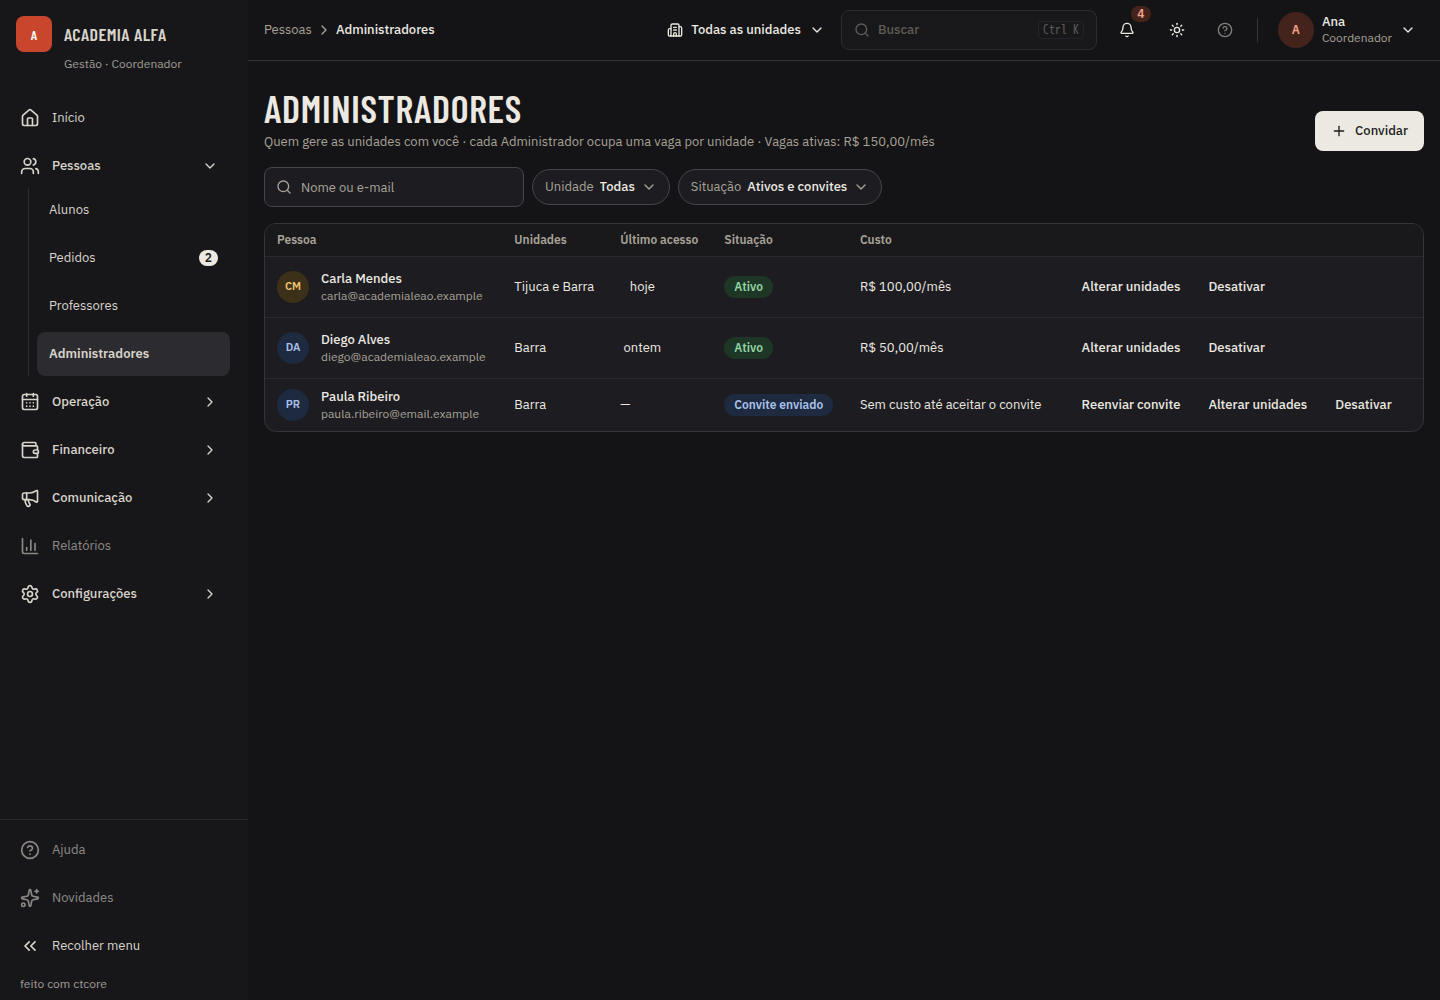 A
ACADEMIA ALFA
Gestão · Coordenador
Início
Pessoas
Alunos
Pedidos 2
Professores
Administradores
Operação
Financeiro
Comunicação
Relatórios
Configurações
Ajuda
Novidades
Recolher menu
feito com ctcore
Pessoas Administradores
Todas as unidades
Buscar Ctrl K
4
A
Ana
Coordenador
ADMINISTRADORES
Quem gere as unidades com você · cada Administrador ocupa uma vaga por unidade · Vagas ativas: R$ 150,00/mês
Convidar
Nome ou e-mail
Unidade Todas
Situação Ativos e convites
Pessoa Unidades Último acesso Situação Custo
CM Carla Mendes
carla@academialeao.example
Tijuca e Barra hoje Ativo R$ 100,00/mês Alterar unidades Desativar
DA Diego Alves
diego@academialeao.example
Barra ontem Ativo R$ 50,00/mês Alterar unidades Desativar
PR Paula Ribeiro
paula.ribeiro@email.example
Barra — Convite enviado Sem custo até aceitar o convite Reenviar convite Alterar unidades Desativar